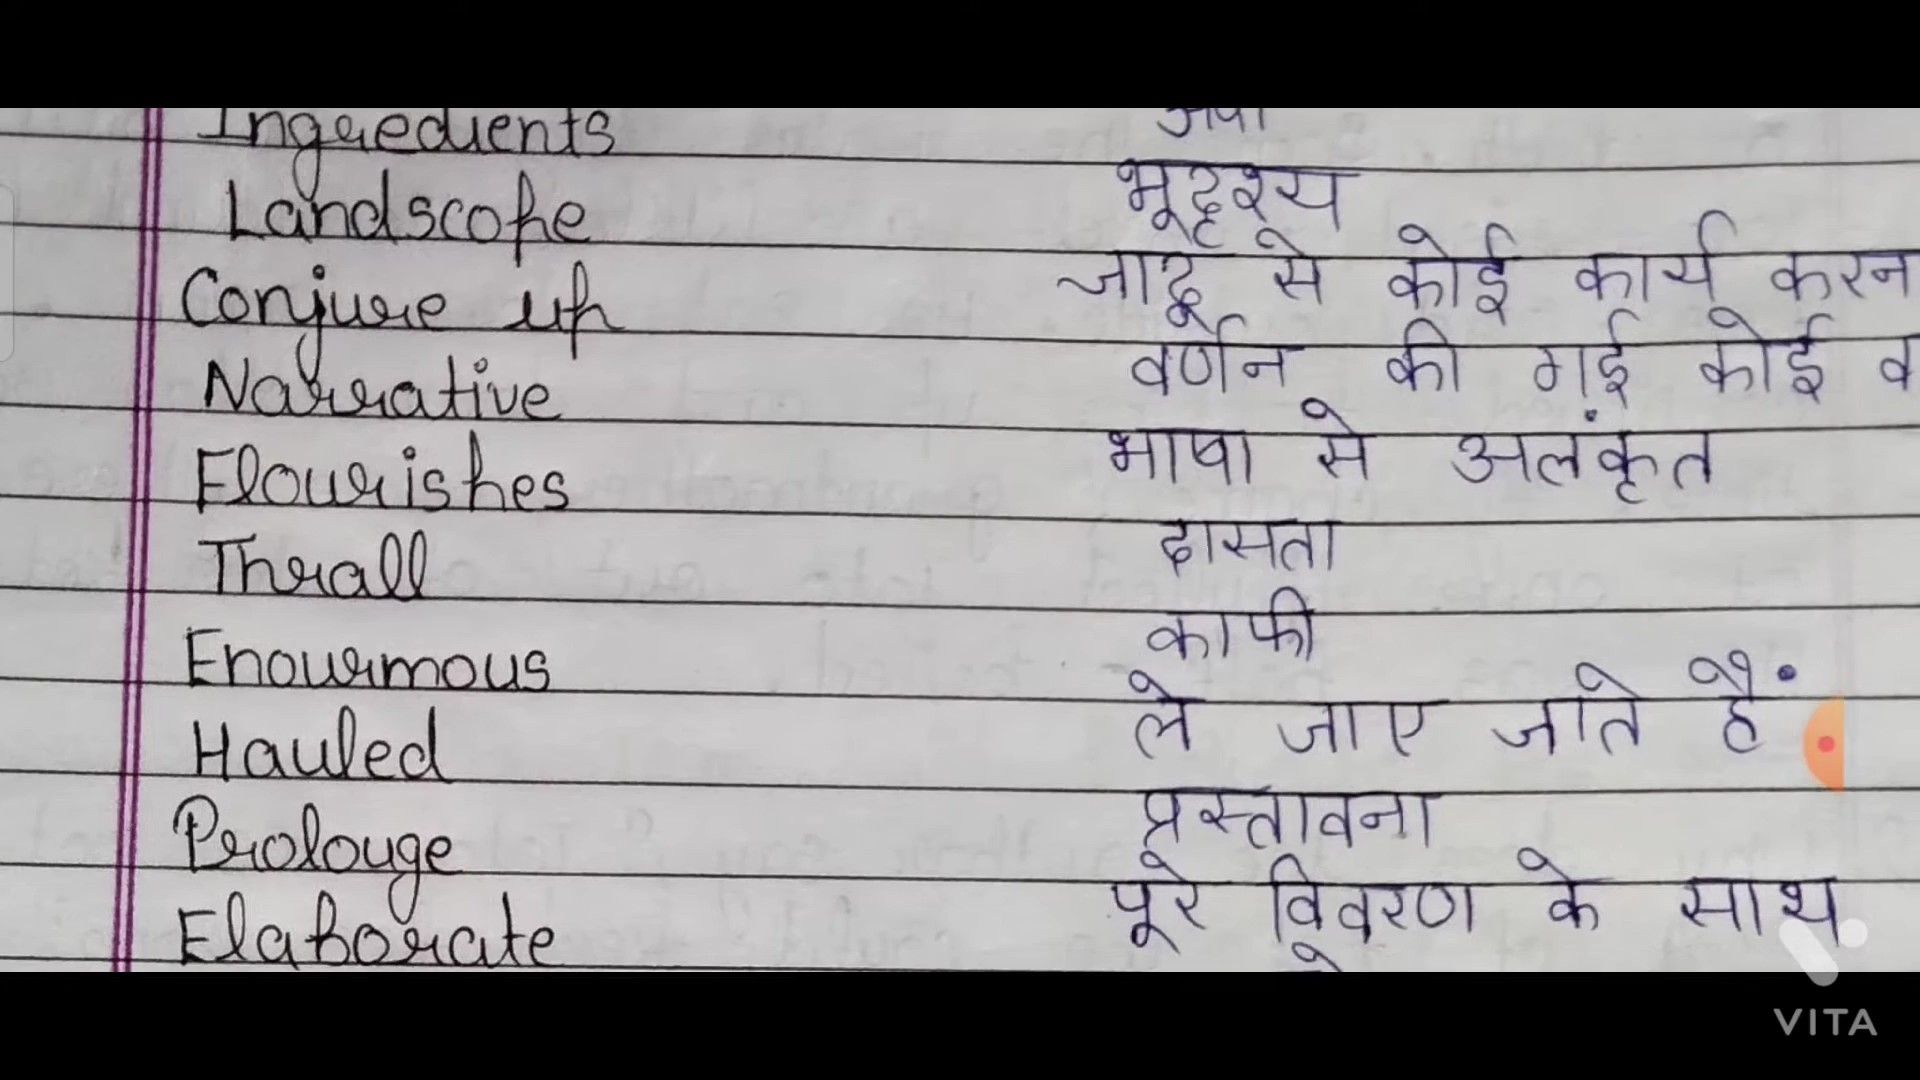 Ingredients
Landscope भूदृश्य
Conjure up जादू से कोई कार्य करन
Narrative वर्णन की गई कोई व
Flourishes भाषा से अलंकृत
Thrall दासता
Enourmous काफी
Hauled ले जाए जाते है.
Prolouge प्रस्तावना
Elaborate पूरे विवरण के साथ
VITA